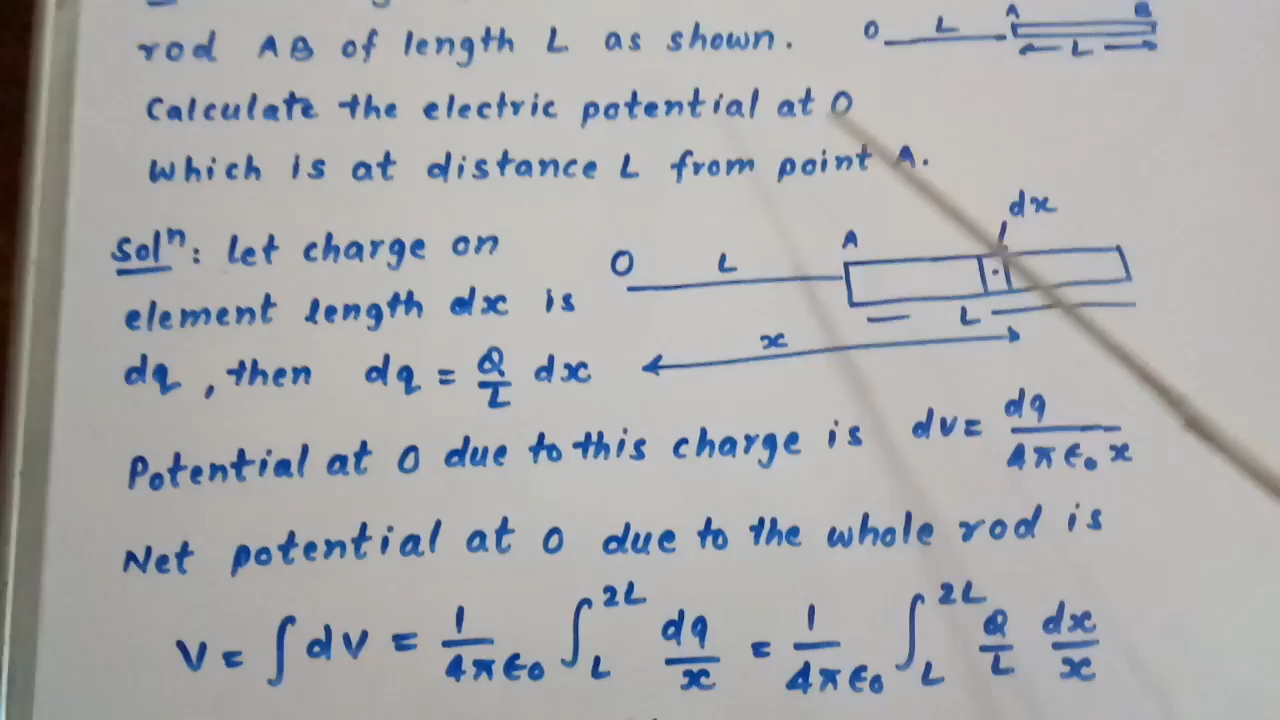 rod AB of length L as shown.
O L A B
L
Calculate the electric potential at O
which is at distance L from point A.
Solⁿ: Let charge on
element length dx is
dq, then dq = Q/L dx
O L A dx
L
x
Potential at O due to this charge is dv = dq/4πϵ₀x
Net potential at O due to the whole rod is
V = ∫dV = 1/4πϵ₀ ∫_L^2L dq/x = 1/4πϵ₀ ∫_L^2L Q/L dx/x